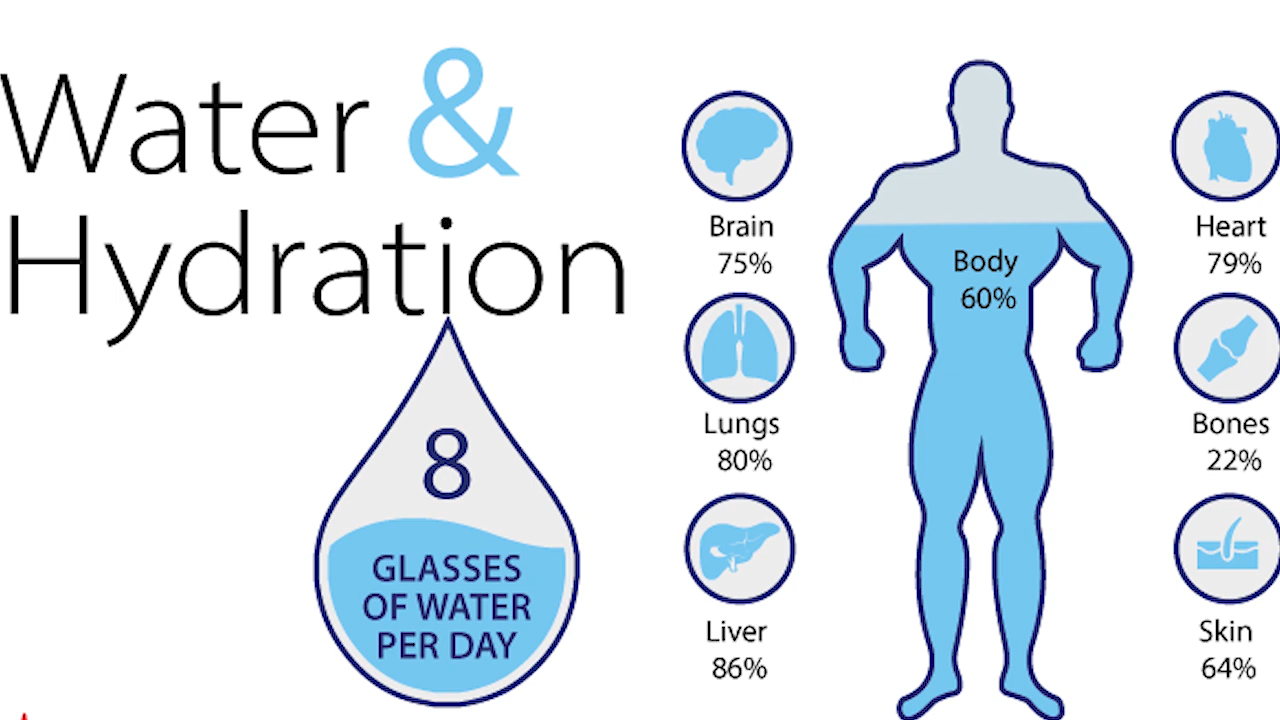 Water &
Hydration
8
GLASSES
OF WATER
PER DAY
Brain
75%
Lungs
80%
Liver
86%
Body
60%
Heart
79%
Bones
22%
Skin
64%